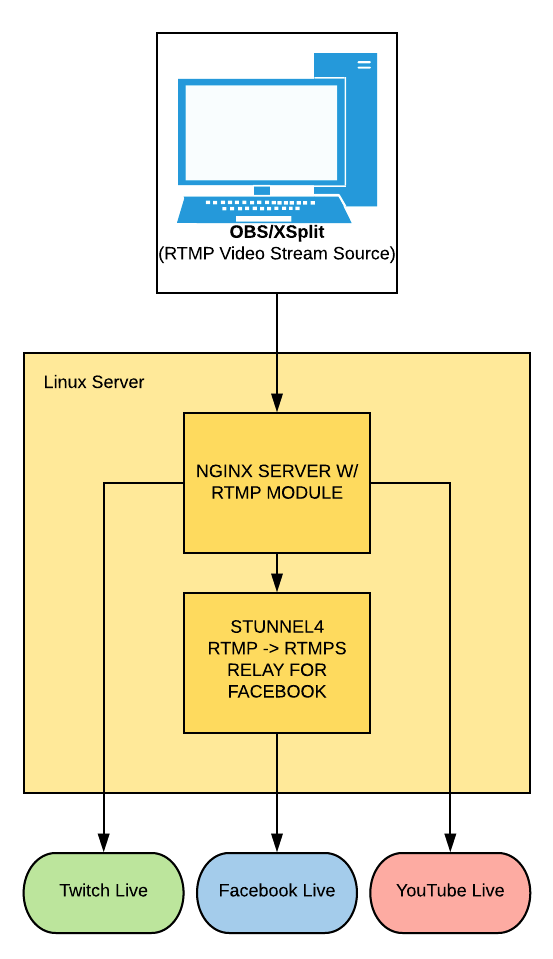 OBS/XSplit
(RTMP Video Stream Source)
Linux Server
NGINX SERVER W/
RTMP MODULE
STUNNEL4
RTMP -> RTMPS
RELAY FOR
FACEBOOK
Twitch Live
Facebook Live
YouTube Live